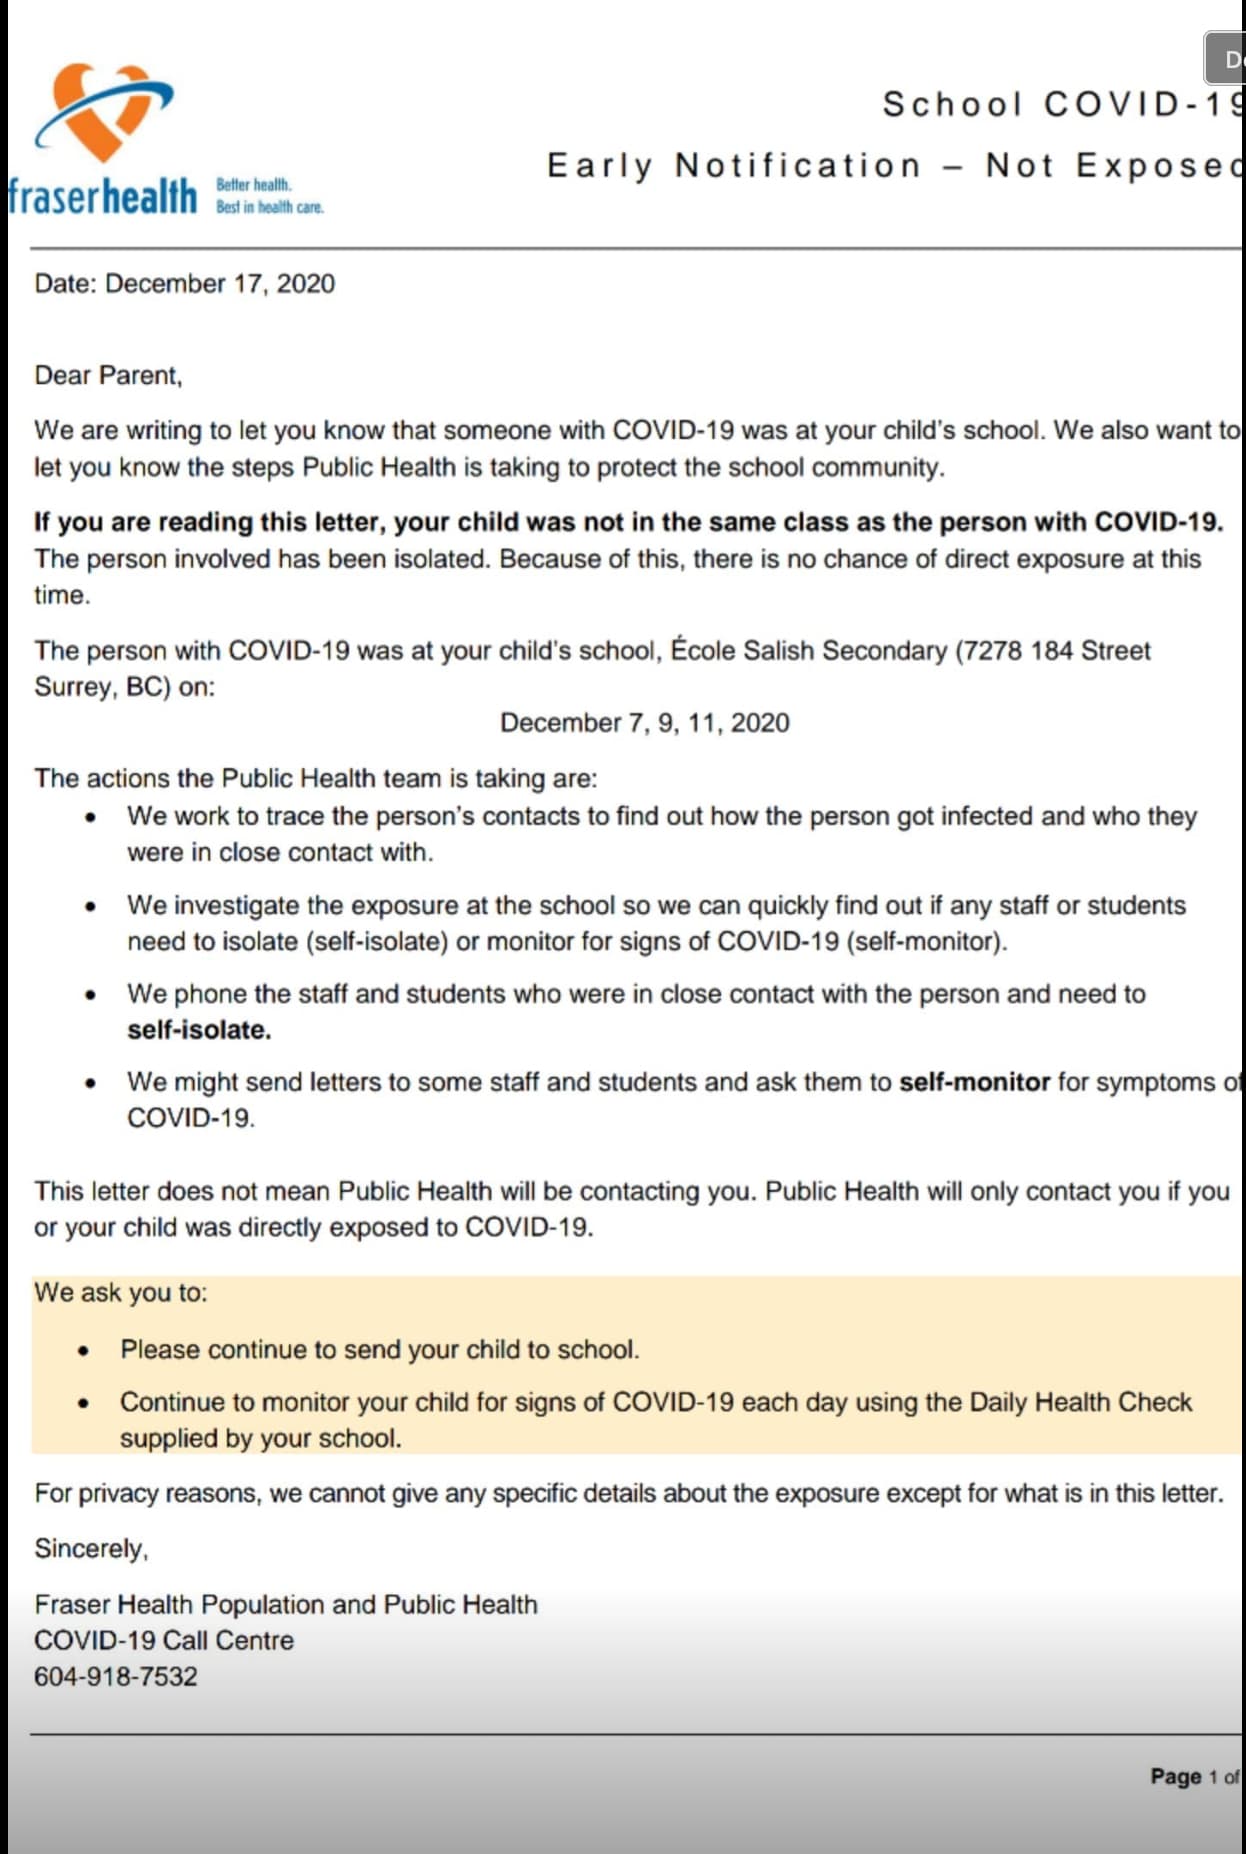 De
School COVID-19
Early Notification – Not Exposed
fraserhealth
Better health.
Best in health care.
Date: December 17, 2020
Dear Parent,
We are writing to let you know that someone with COVID-19 was at your child's school. We also want to
let you know the steps Public Health is taking to protect the school community.
If you are reading this letter, your child was not in the same class as the person with COVID-19.
The person involved has been isolated. Because of this, there is no chance of direct exposure at this
time.
The person with COVID-19 was at your child's school, École Salish Secondary (7278 184 Street
Surrey, BC) on:
December 7, 9, 11, 2020
The actions the Public Health team is taking are:
• We work to trace the person's contacts to find out how the person got infected and who they
were in close contact with.
• We investigate the exposure at the school so we can quickly find out if any staff or students
need to isolate (self-isolate) or monitor for signs of COVID-19 (self-monitor).
• We phone the staff and students who were in close contact with the person and need to
self-isolate.
• We might send letters to some staff and students and ask them to self-monitor for symptoms of
COVID-19.
This letter does not mean Public Health will be contacting you. Public Health will only contact you if you
or your child was directly exposed to COVID-19.
We ask you to:
• Please continue to send your child to school.
• Continue to monitor your child for signs of COVID-19 each day using the Daily Health Check
supplied by your school.
For privacy reasons, we cannot give any specific details about the exposure except for what is in this letter.
Sincerely,
Fraser Health Population and Public Health
COVID-19 Call Centre
604-918-7532
Page 1 of